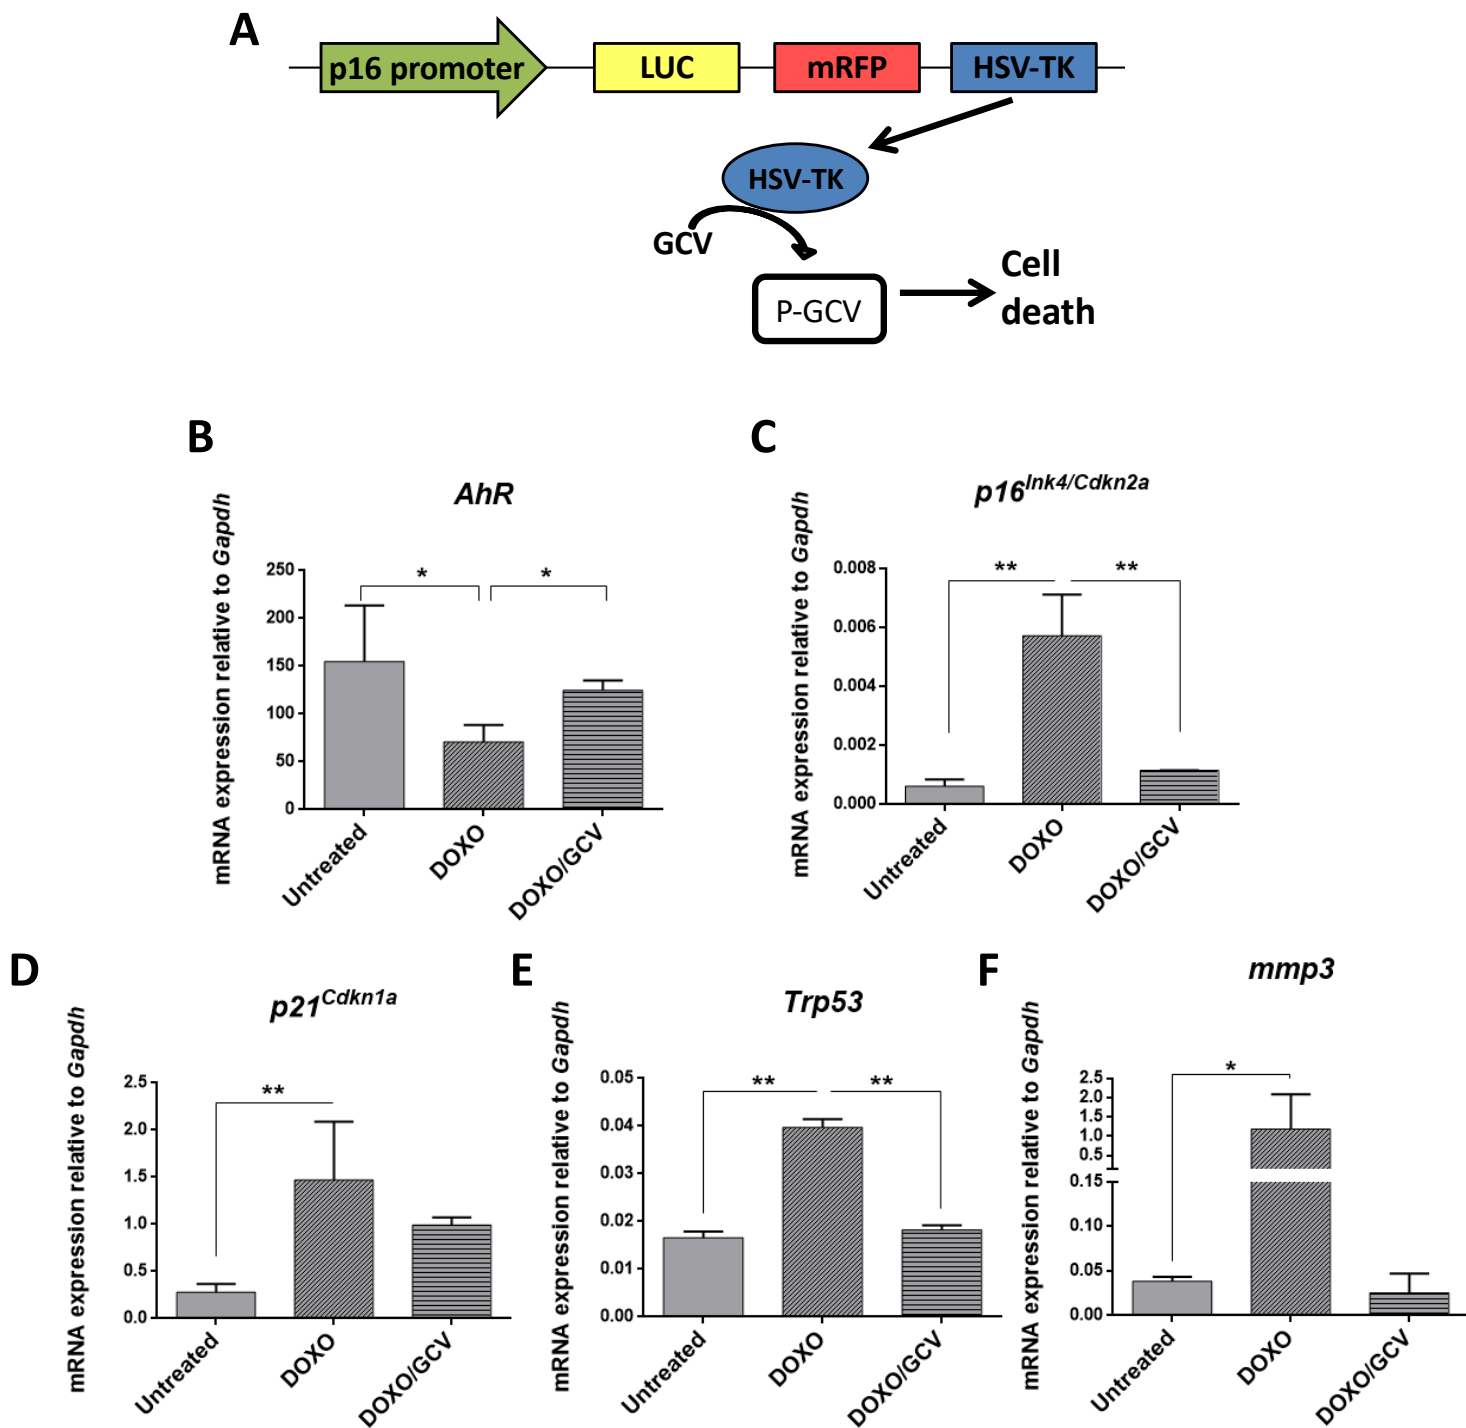 A
p16 promoter
LUC
mRFP
HSV-TK
HSV-TK
GCV
P-GCV
Cell
death
B
AhR
mRNA expression relative to Gapdh
250
200
150
100
50
0
*
*
Untreated
DOXO
DOXO/GCV
C
p16Ink4/Cdkn2a
mRNA expression relative to Gapdh
0.008
0.006
0.004
0.002
0.000
**
**
Untreated
DOXO
DOXO/GCV
D
p21Cdkn1a
mRNA expression relative to Gapdh
2.5
2.0
1.5
1.0
0.5
0.0
**
Untreated
DOXO
DOXO/GCV
E
Trp53
mRNA expression relative to Gapdh
0.05
0.04
0.03
0.02
0.01
0.00
**
**
Untreated
DOXO
DOXO/GCV
F
mmp3
mRNA expression relative to Gapdh
2.5
2.0
1.5
1.0
0.5
0.15
0.10
0.05
0.00
*
Untreated
DOXO
DOXO/GCV